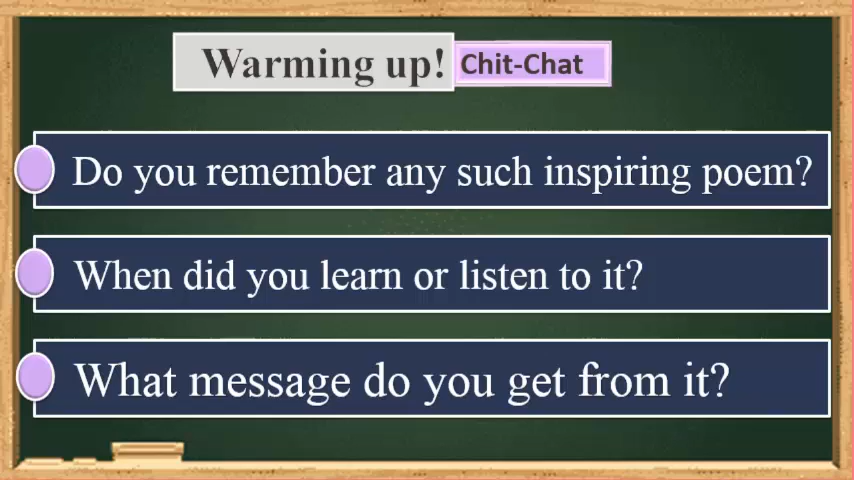 Warming up! Chit-Chat
Do you remember any such inspiring poem?
When did you learn or listen to it?
What message do you get from it?